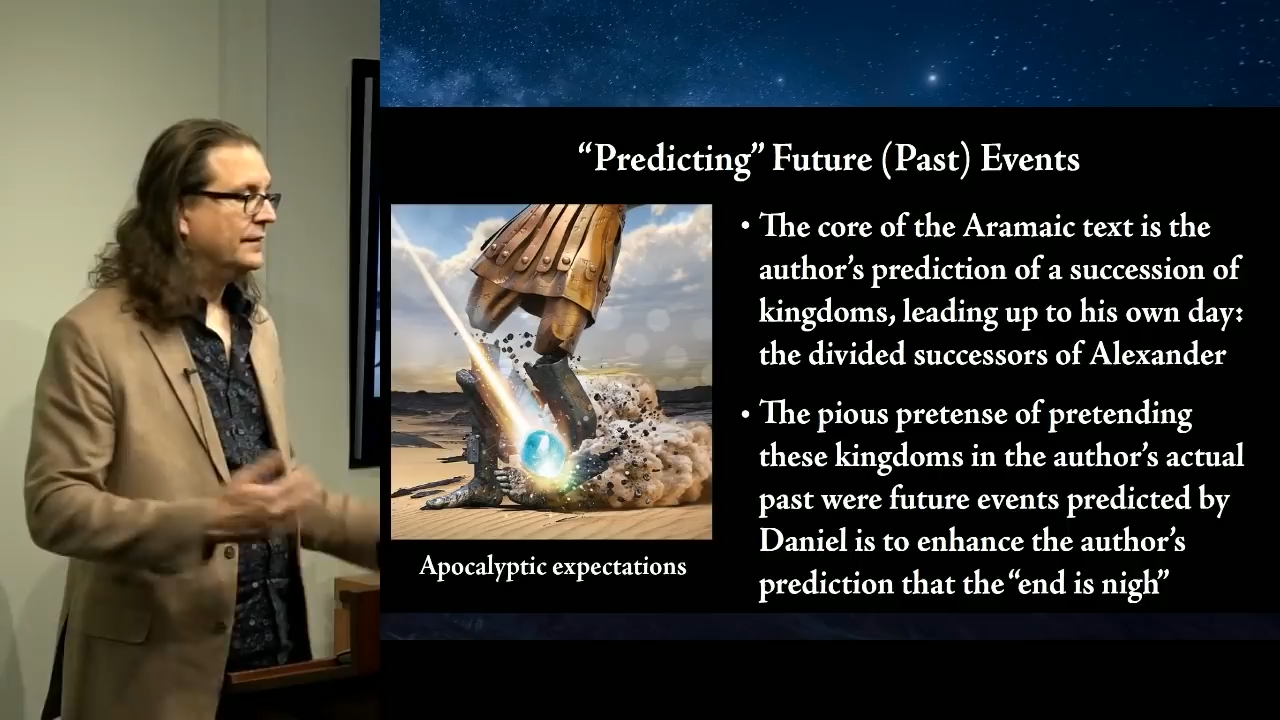 “Predicting” Future (Past) Events
• The core of the Aramaic text is the
author’s prediction of a succession of
kingdoms, leading up to his own day:
the divided successors of Alexander
• The pious pretense of pretending
these kingdoms in the author’s actual
past were future events predicted by
Daniel is to enhance the author’s
prediction that the “end is nigh”
Apocalyptic expectations